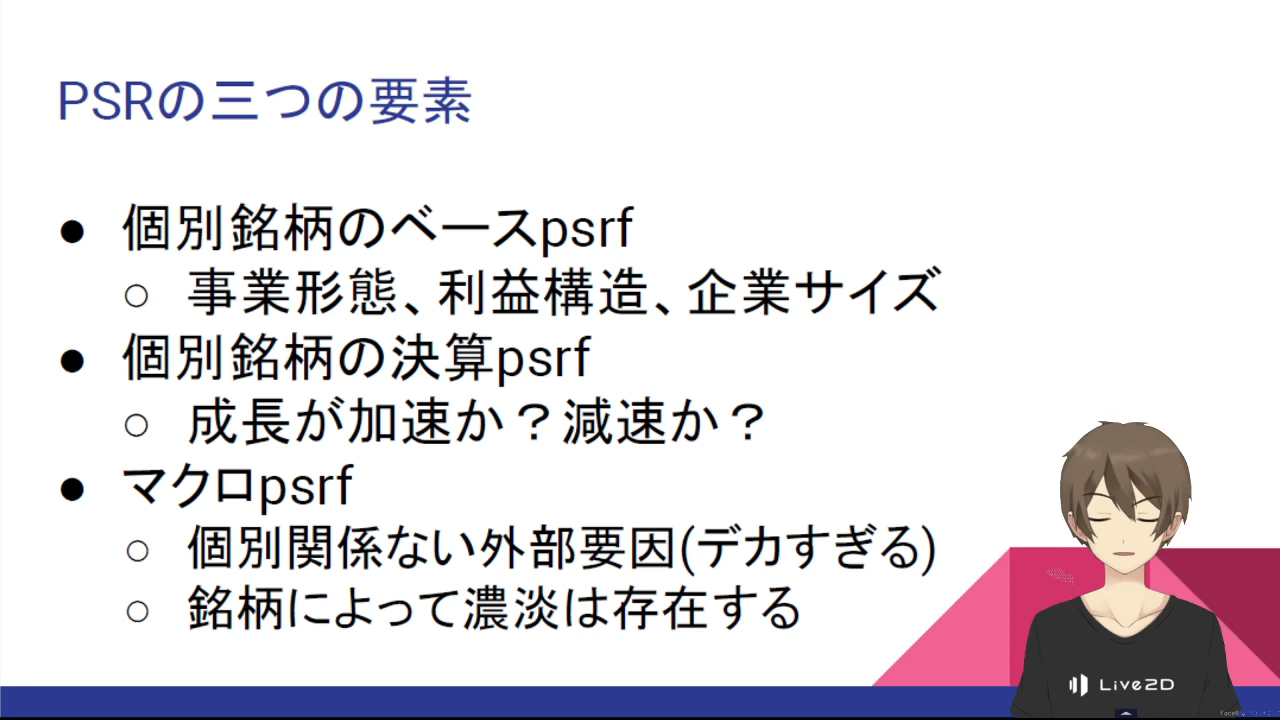 PSRの三つの要素
● 個別銘柄のベースpsrf
○ 事業形態、利益構造、企業サイズ
● 個別銘柄の決算psrf
○ 成長が加速か？減速か？
● マクロpsrf
○ 個別関係ない外部要因(デカすぎる)
○ 銘柄によって濃淡は存在する
Live2D